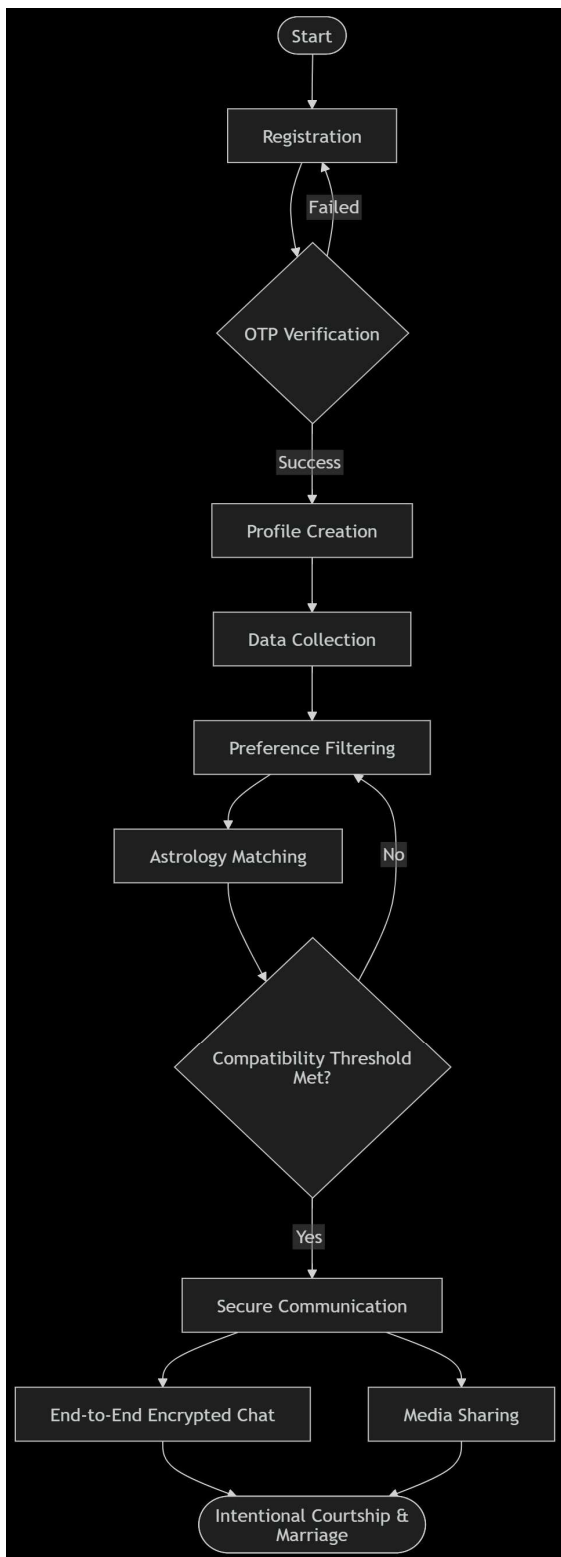 Start
Registration
Failed
OTP Verification
Success
Profile Creation
Data Collection
Preference Filtering
Astrology Matching
No
Compatibility Threshold
Met?
Yes
Secure Communication
End-to-End Encrypted Chat
Media Sharing
Intentional Courtship &
Marriage